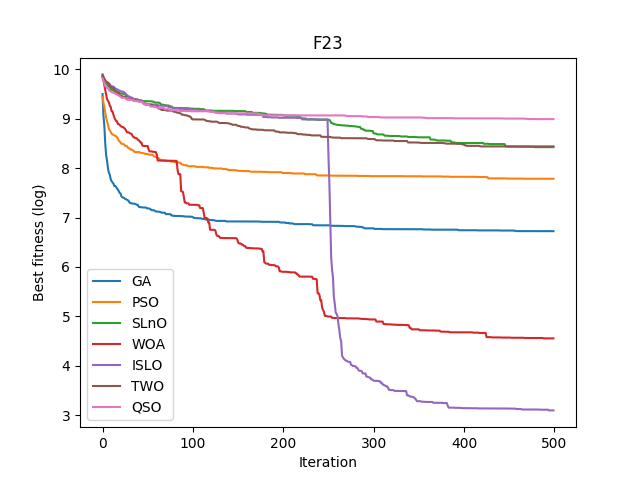 F23
Best fitness (log)
10
9
8
7
6
5
4
3
GA
PSO
SLnO
WOA
ISLO
TWO
QSO
0 100 200 300 400 500
Iteration